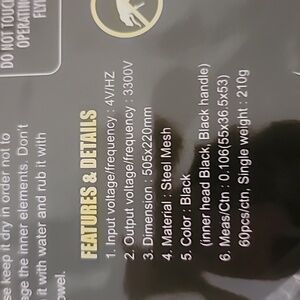 DO NOT TOUCH
OPERATING
FEATURES & DETAILS
1. Input voltage/frequency : 4V/HZ
2. Output voltage/frequency : 3300V
3. Dimension : 505x220mm
4. Material : Steel Mesh
5. Color : Black
(inner head Black, Black handle)
6. Meas/Ctn : 0.106(55x36.5x53)
60pcs/ctn, Single weight : 210g
se keep it dry in order not to
age the inner elements. Don't
it with water and rub it with
owel.